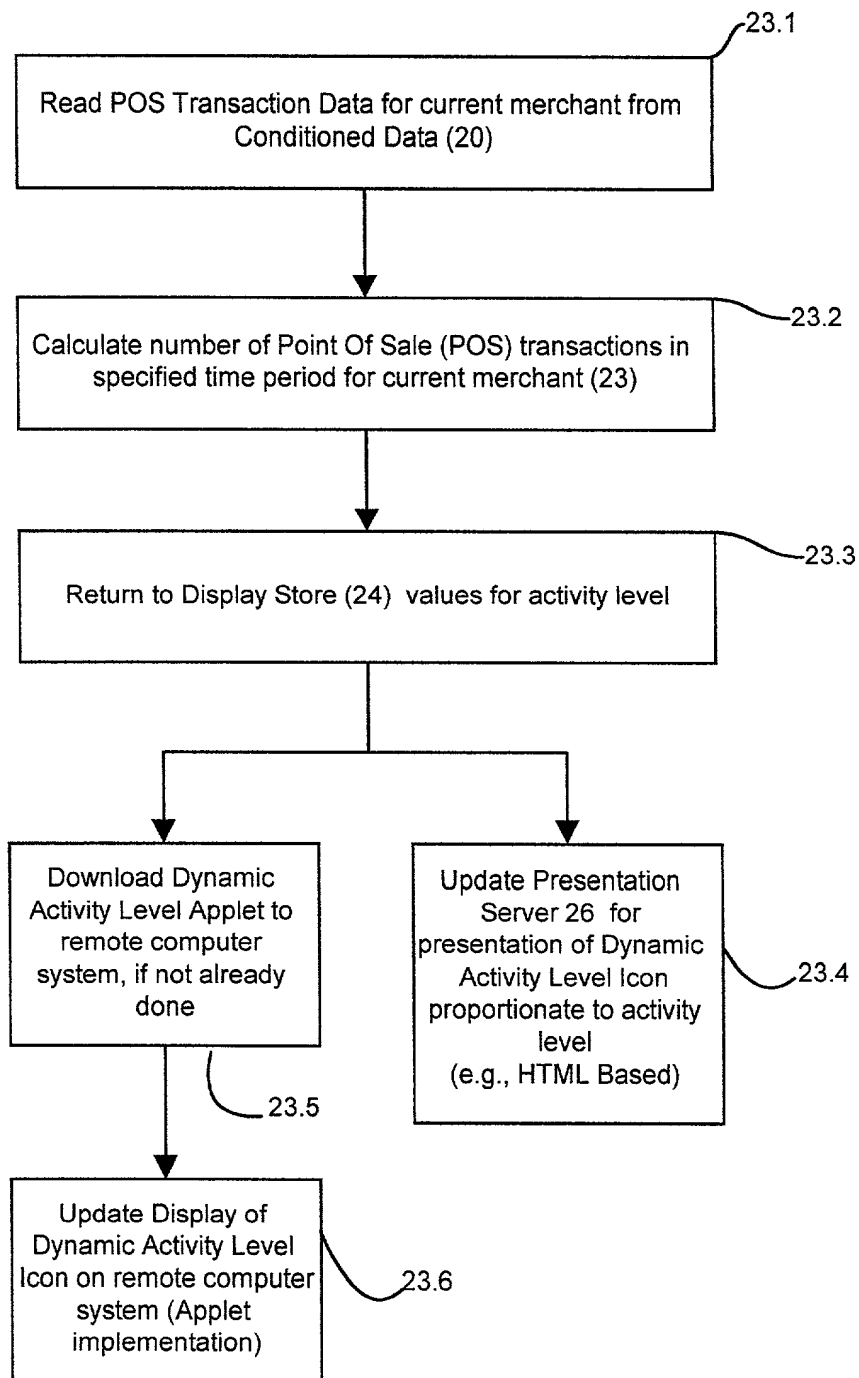 23.1
Read POS Transaction Data for current merchant from
Conditioned Data (20)
23.2
Calculate number of Point Of Sale (POS) transactions in
specified time period for current merchant (23)
23.3
Return to Display Store (24) values for activity level
Download Dynamic
Activity Level Applet to
remote computer
system, if not already
done
23.5
Update Presentation
Server 26 for
presentation of Dynamic
Activity Level Icon
proportionate to activity
level
(e.g., HTML Based)
23.4
Update Display of
Dynamic Activity Level
Icon on remote computer
system (Applet
implementation)
23.6